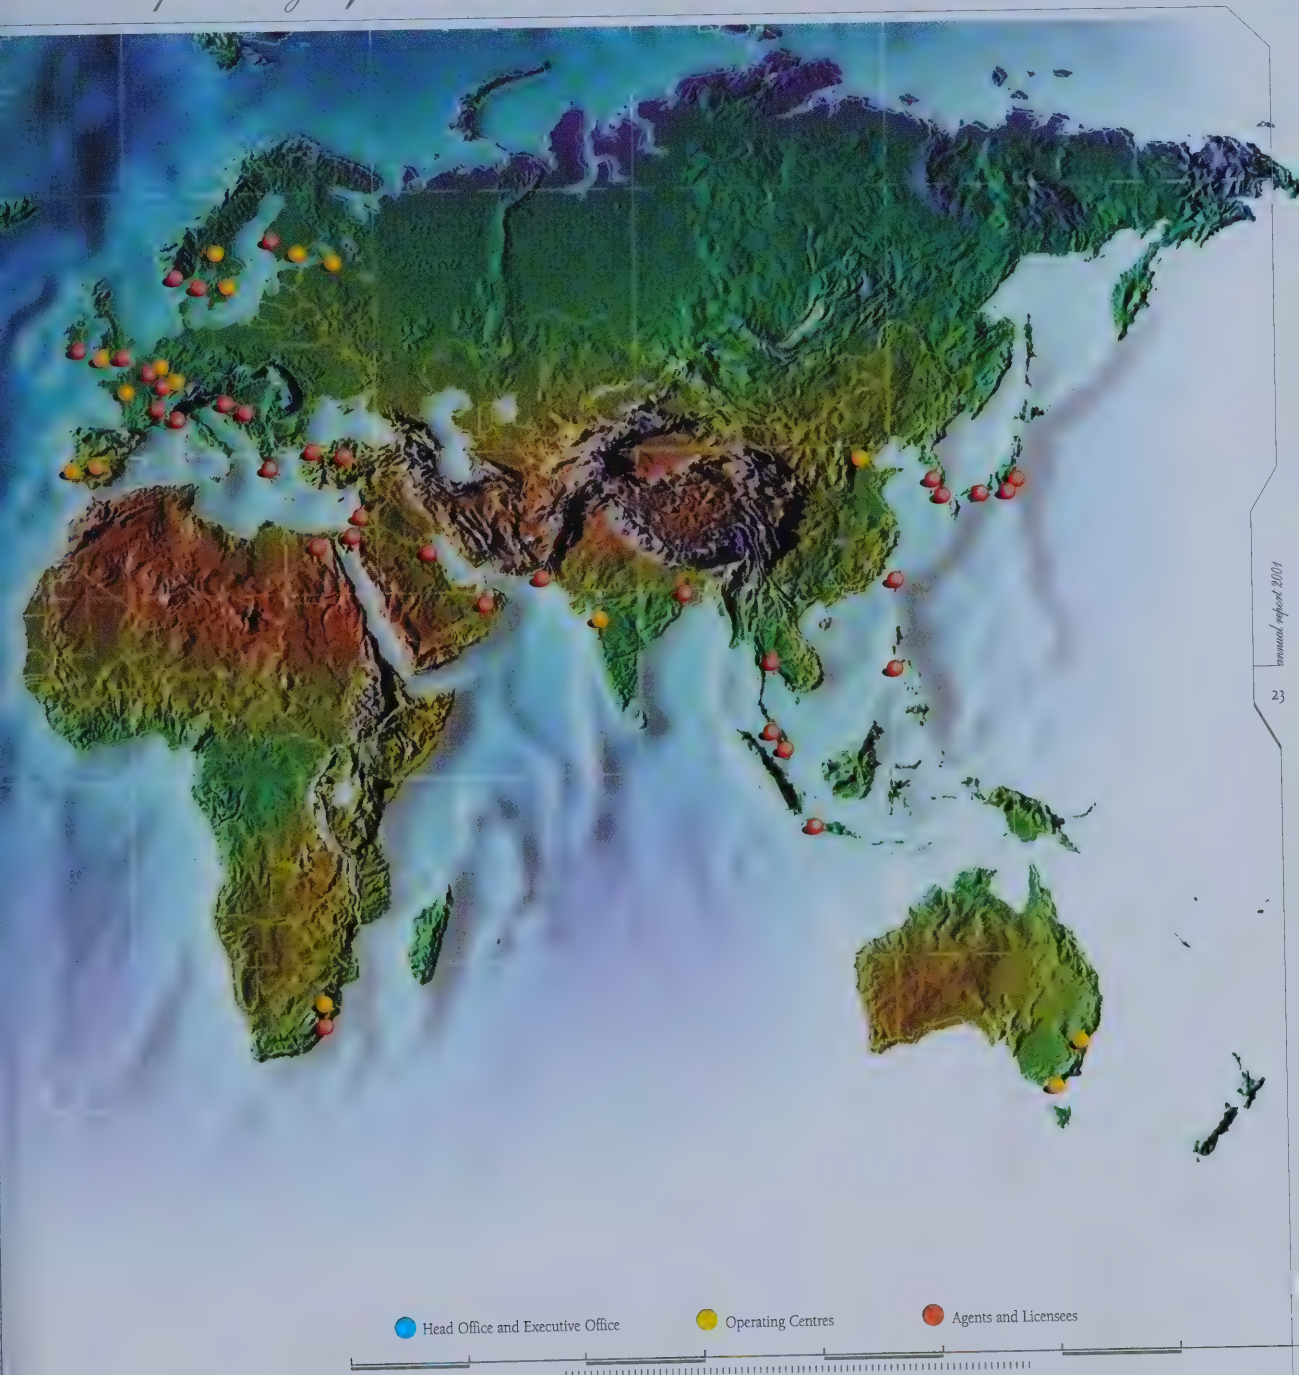 Head Office and Executive Office
Operating Centres
Agents and Licensees
annual report 2001
23